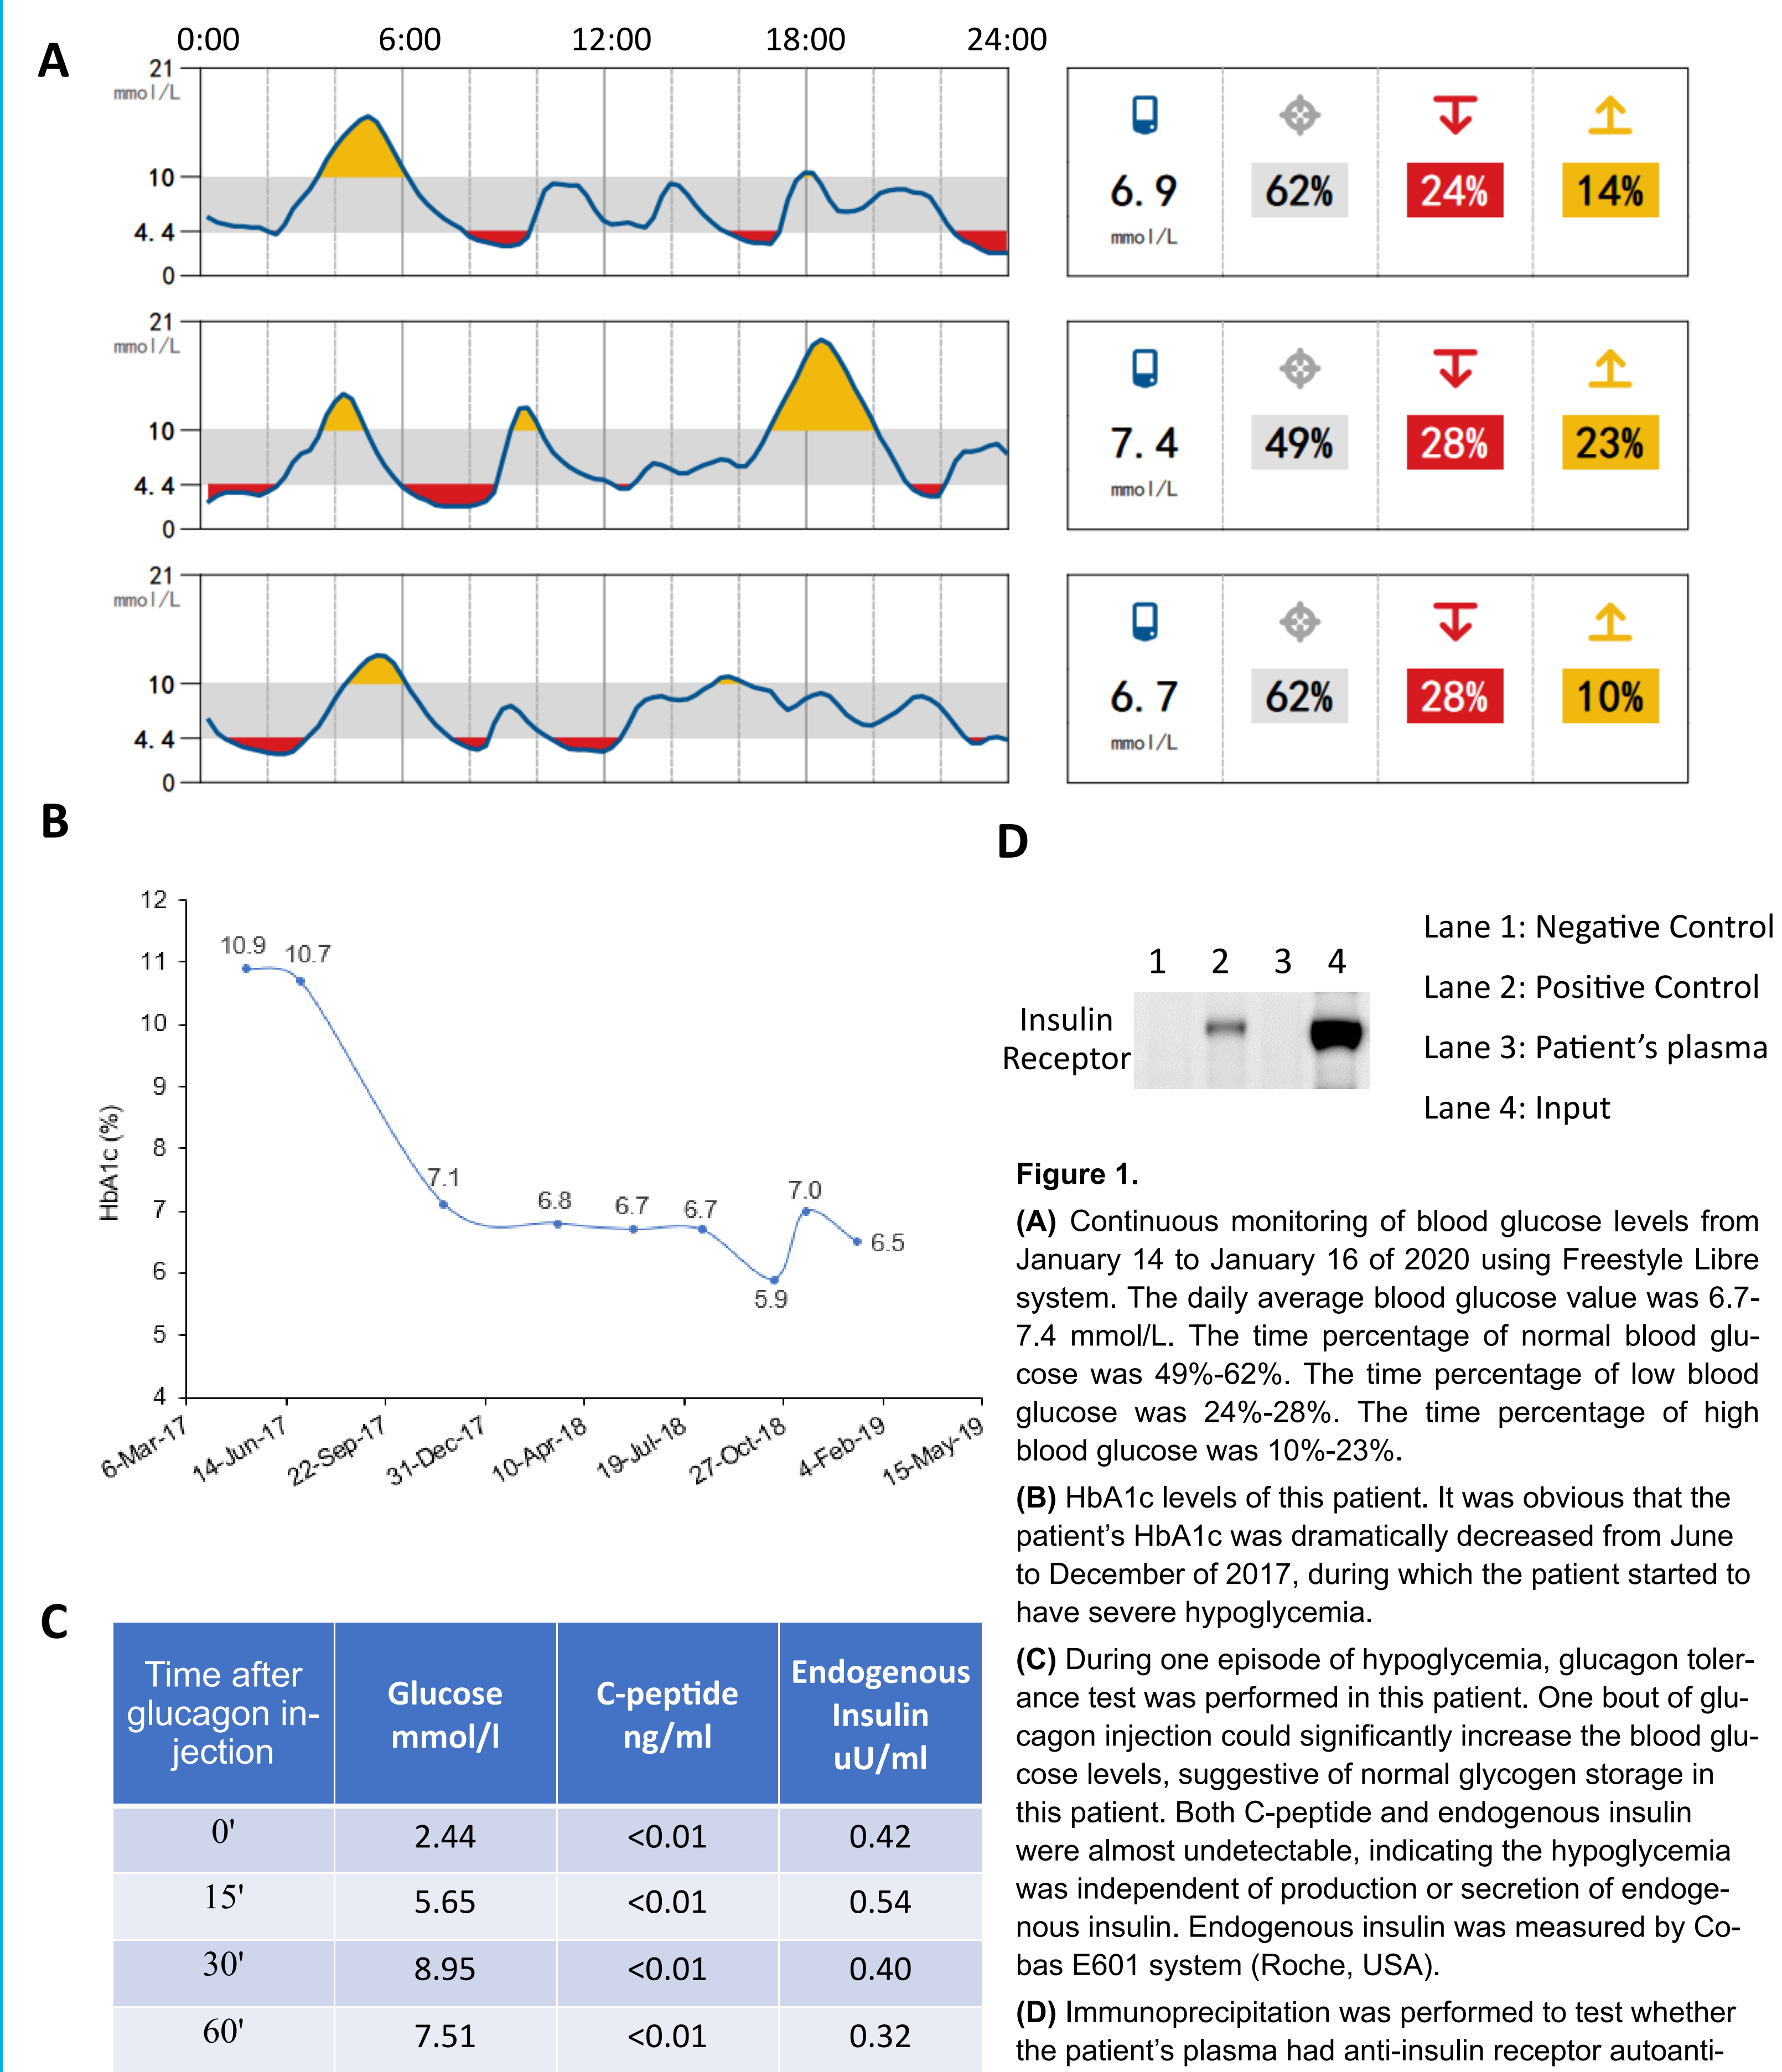 A
0:00 6:00 12:00 18:00 24:00
21
mmol/L
10
4.4
0
6.9
mmol/L
62%
24%
14%
21
mmol/L
10
4.4
0
7.4
mmol/L
49%
28%
23%
21
mmol/L
10
4.4
0
6.7
mmol/L
62%
28%
10%
B
HbA1c (%)
12
11
10
9
8
7
6
5
4
10.9
10.7
7.1
6.8
6.7
6.7
5.9
7.0
6.5
6-Mar-17
14-Jun-17
22-Sep-17
31-Dec-17
10-Apr-18
19-Jul-18
27-Oct-18
4-Feb-19
15-May-19
C
Time after glucagon in-jection | Glucose mmol/l | C-peptide ng/ml | Endogenous Insulin uU/ml
0' 2.44 <0.01 0.42
15' 5.65 <0.01 0.54
30' 8.95 <0.01 0.40
60' 7.51 <0.01 0.32
D
1 2 3 4
Insulin
Receptor
Lane 1: Negative Control
Lane 2: Positive Control
Lane 3: Patient’s plasma
Lane 4: Input
Figure 1.
(A) Continuous monitoring of blood glucose levels from
January 14 to January 16 of 2020 using Freestyle Libre
system. The daily average blood glucose value was 6.7-
7.4 mmol/L. The time percentage of normal blood glu-
cose was 49%-62%. The time percentage of low blood
glucose was 24%-28%. The time percentage of high
blood glucose was 10%-23%.
(B) HbA1c levels of this patient. It was obvious that the
patient’s HbA1c was dramatically decreased from June
to December of 2017, during which the patient started to
have severe hypoglycemia.
(C) During one episode of hypoglycemia, glucagon toler-
ance test was performed in this patient. One bout of glu-
cagon injection could significantly increase the blood glu-
cose levels, suggestive of normal glycogen storage in
this patient. Both C-peptide and endogenous insulin
were almost undetectable, indicating the hypoglycemia
was independent of production or secretion of endoge-
nous insulin. Endogenous insulin was measured by Co-
bas E601 system (Roche, USA).
(D) Immunoprecipitation was performed to test whether
the patient’s plasma had anti-insulin receptor autoanti-